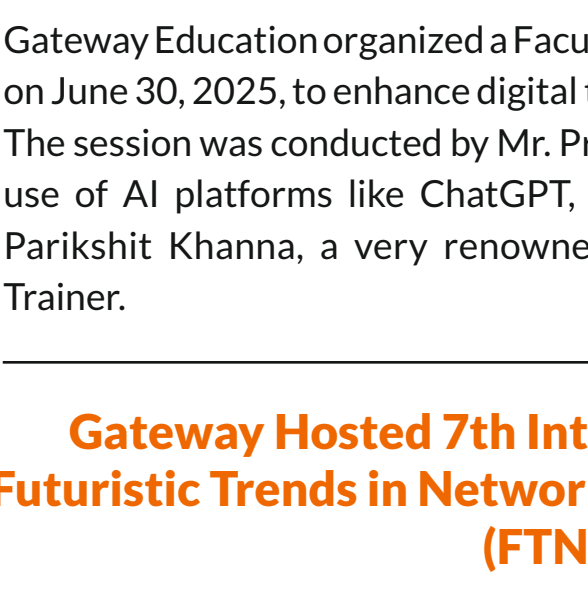 Gateway Education organized a Facu
on June 30, 2025, to enhance digital t
The session was conducted by Mr. Pr
use of AI platforms like ChatGPT,
Parikshit Khanna, a very renowne
Trainer.
Gateway Hosted 7th Int
Futuristic Trends in Networ
(FTN